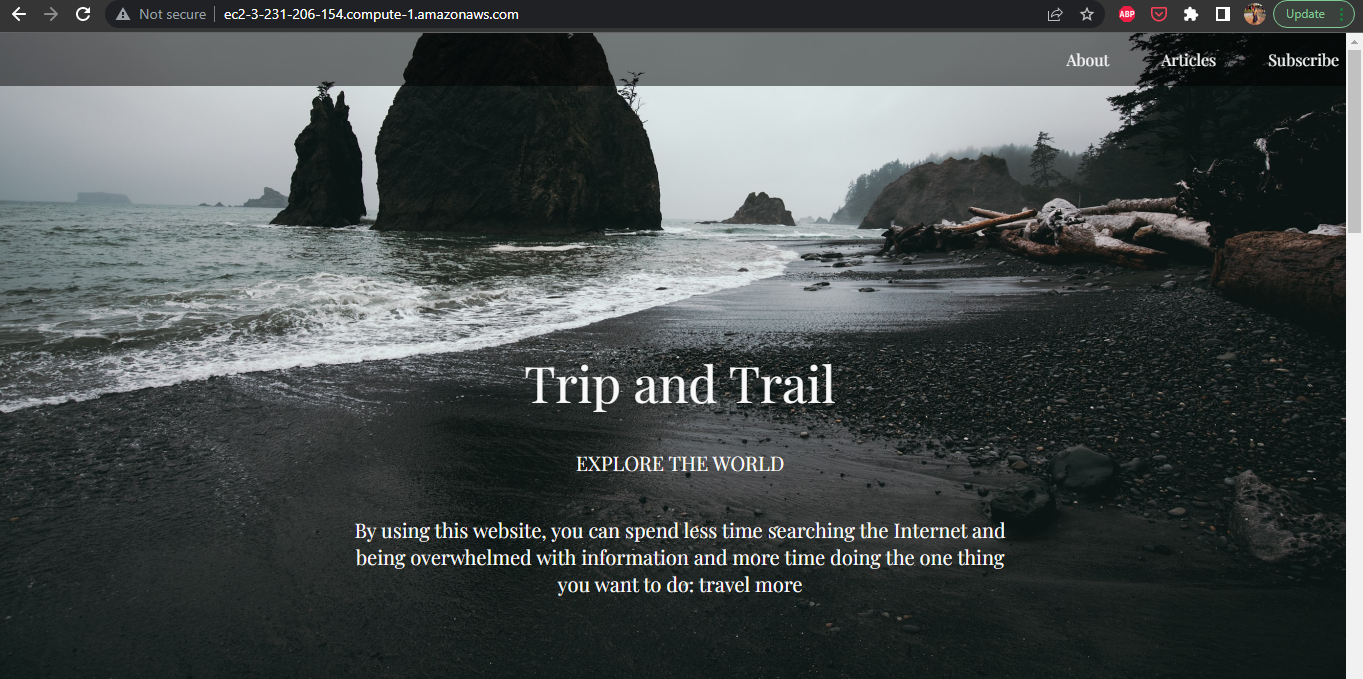 Not secure
ec2-3-231-206-154.compute-1.amazonaws.com
ABP
Update
About
Articles
Subscribe
Trip and Trail
EXPLORE THE WORLD
By using this website, you can spend less time searching the Internet and
being overwhelmed with information and more time doing the one thing
you want to do: travel more